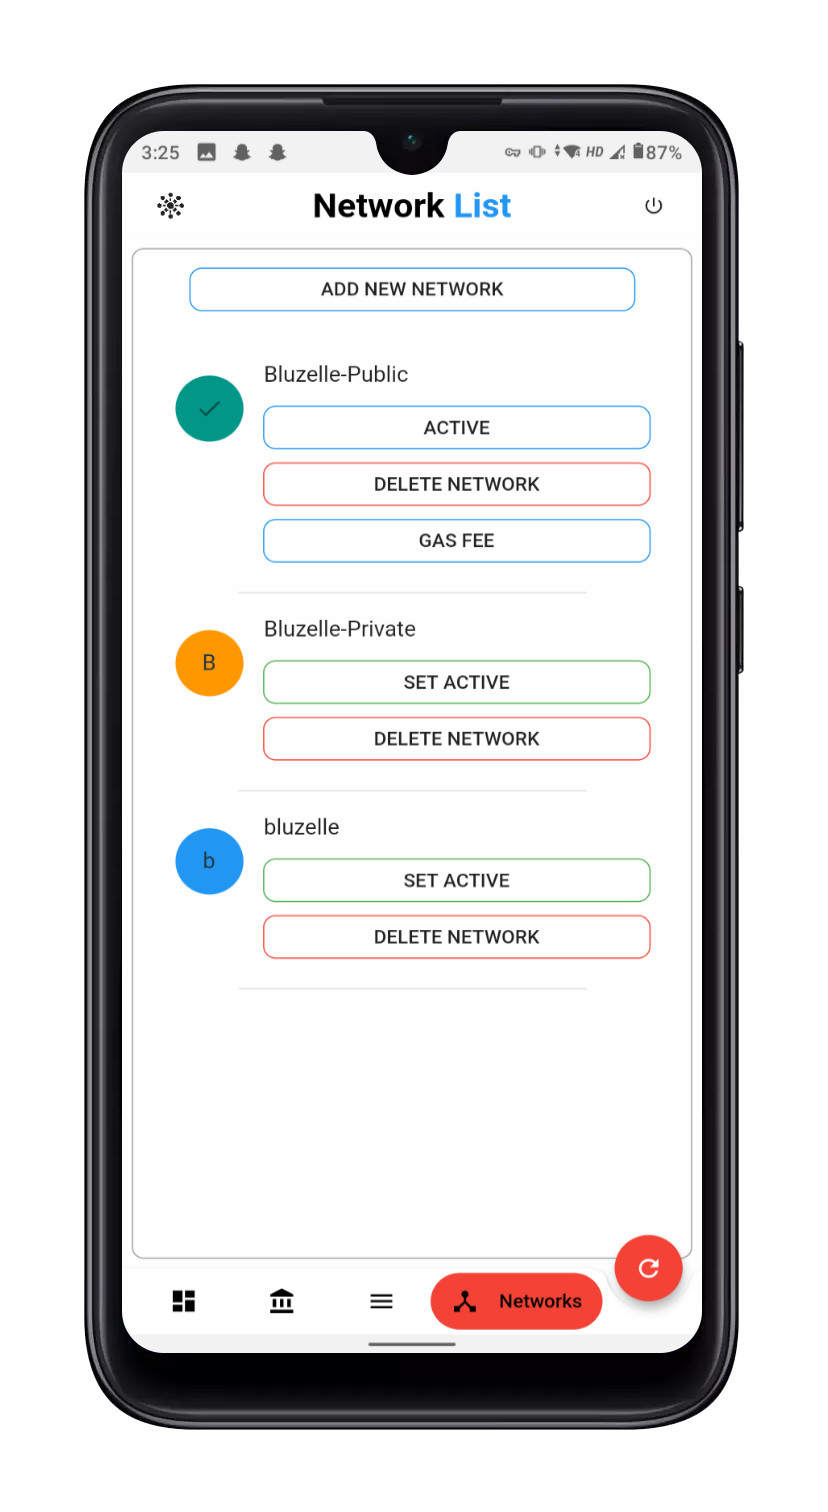 3:25 HD 87%
Network List
ADD NEW NETWORK
Bluzelle-Public
ACTIVE
DELETE NETWORK
GAS FEE
Bluzelle-Private
B
SET ACTIVE
DELETE NETWORK
bluzelle
b
SET ACTIVE
DELETE NETWORK
Networks